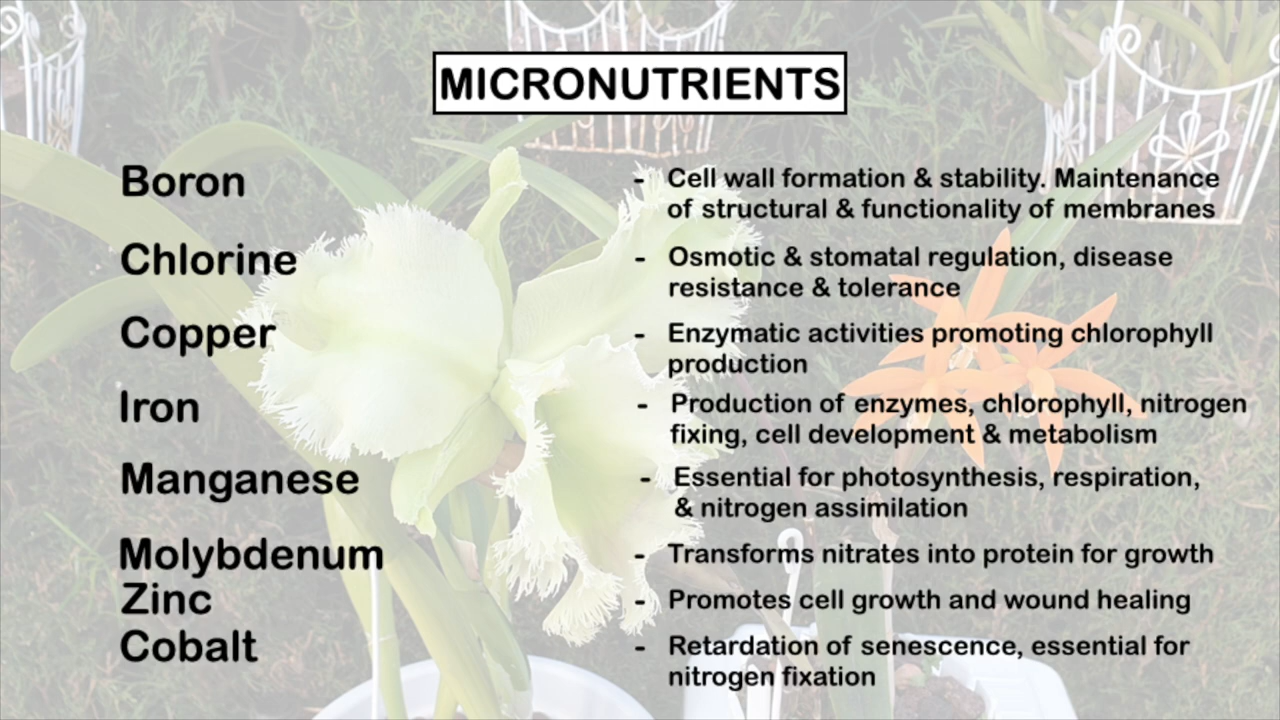 MICRONUTRIENTS
Boron - Cell wall formation & stability. Maintenance
of structural & functionality of membranes
Chlorine - Osmotic & stomatal regulation, disease
resistance & tolerance
Copper - Enzymatic activities promoting chlorophyll
production
Iron - Production of enzymes, chlorophyll, nitrogen
fixing, cell development & metabolism
Manganese - Essential for photosynthesis, respiration,
& nitrogen assimilation
Molybdenum - Transforms nitrates into protein for growth
Zinc - Promotes cell growth and wound healing
Cobalt - Retardation of senescence, essential for
nitrogen fixation